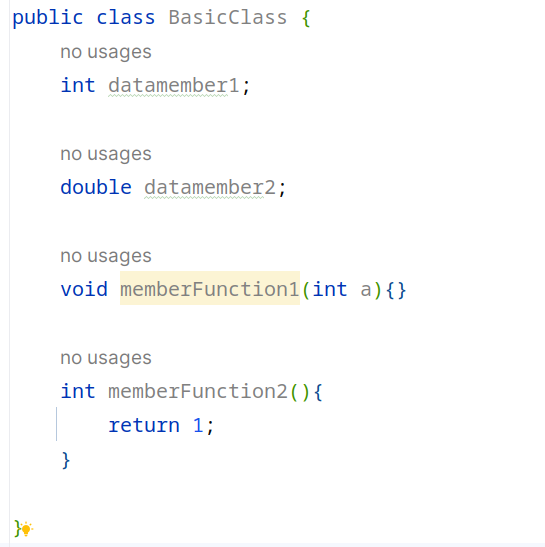 public class BasicClass {
no usages
int datamember1;
no usages
double datamember2;
no usages
void memberFunction1(int a){}
no usages
int memberFunction2(){
return 1;
}
}